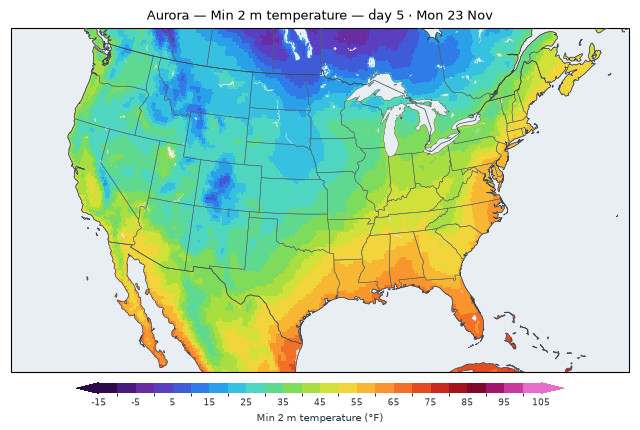 Aurora — Min 2 m temperature — day 5 · Mon 23 Nov
-15 -5 5 15 25 35 45 55 65 75 85 95 105
Min 2 m temperature (°F)